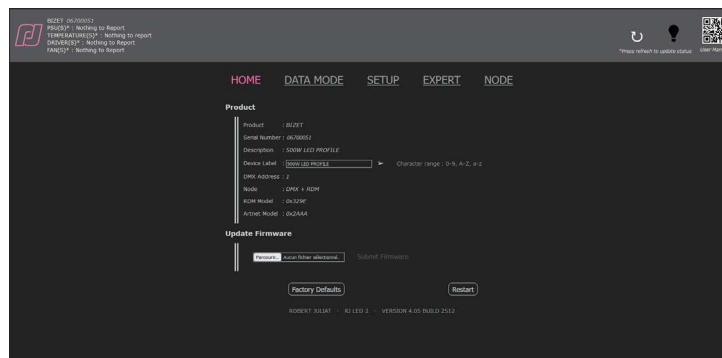 BIZET 06700051
PSU(S)* : Nothing to Report
TEMPERATURE(S)* : Nothing to report
DRIVER(S)* : Nothing to Report
FAN(S)* : Nothing to Report
*Press refresh to update status
User Man
HOME DATA MODE SETUP EXPERT NODE
Product
Product : BIZET
Serial Number : 06700051
Description : 500W LED PROFILE
Device Label : 500W LED PROFILE ➤ Character range : 0-9, A-Z, a-z
DMX Address : 1
Node : DMX + RDM
RDM Model : 0x329E
Artnet Model : 0x2AAA
Update Firmware
Parcourir... Aucun fichier sélectionné. Submit Firmware
Factory Defaults Restart
ROBERT JULIAT - RJ LED 2 - VERSION 4.05 BUILD 2512